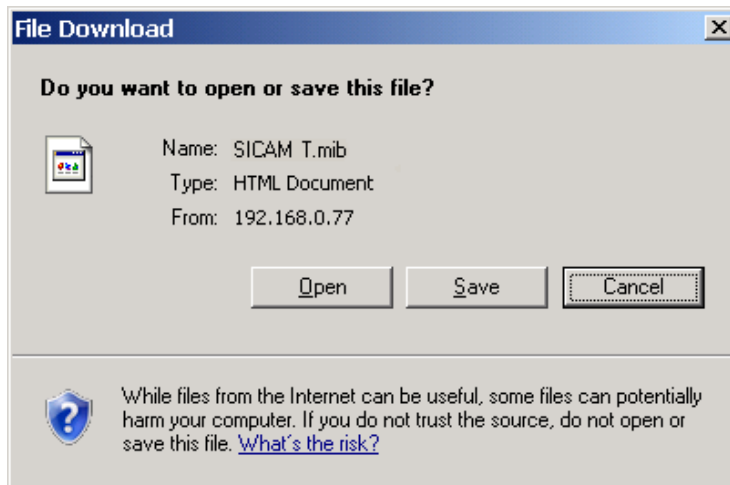 File Download
Do you want to open or save this file?
Name: SICAM T.mib
Type: HTML Document
From: 192.168.0.77
Open Save Cancel
While files from the Internet can be useful, some files can potentially
harm your computer. If you do not trust the source, do not open or
save this file. What's the risk?